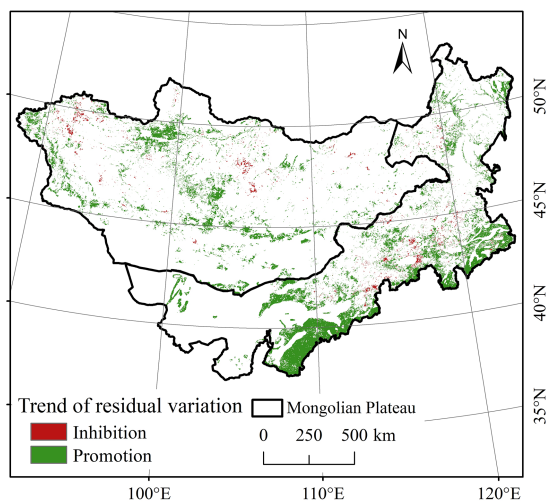 N
50°N
45°N
40°N
35°N
Trend of residual variation
Mongolian Plateau
Inhibition
Promotion
0 250 500 km
100°E 110°E 120°E